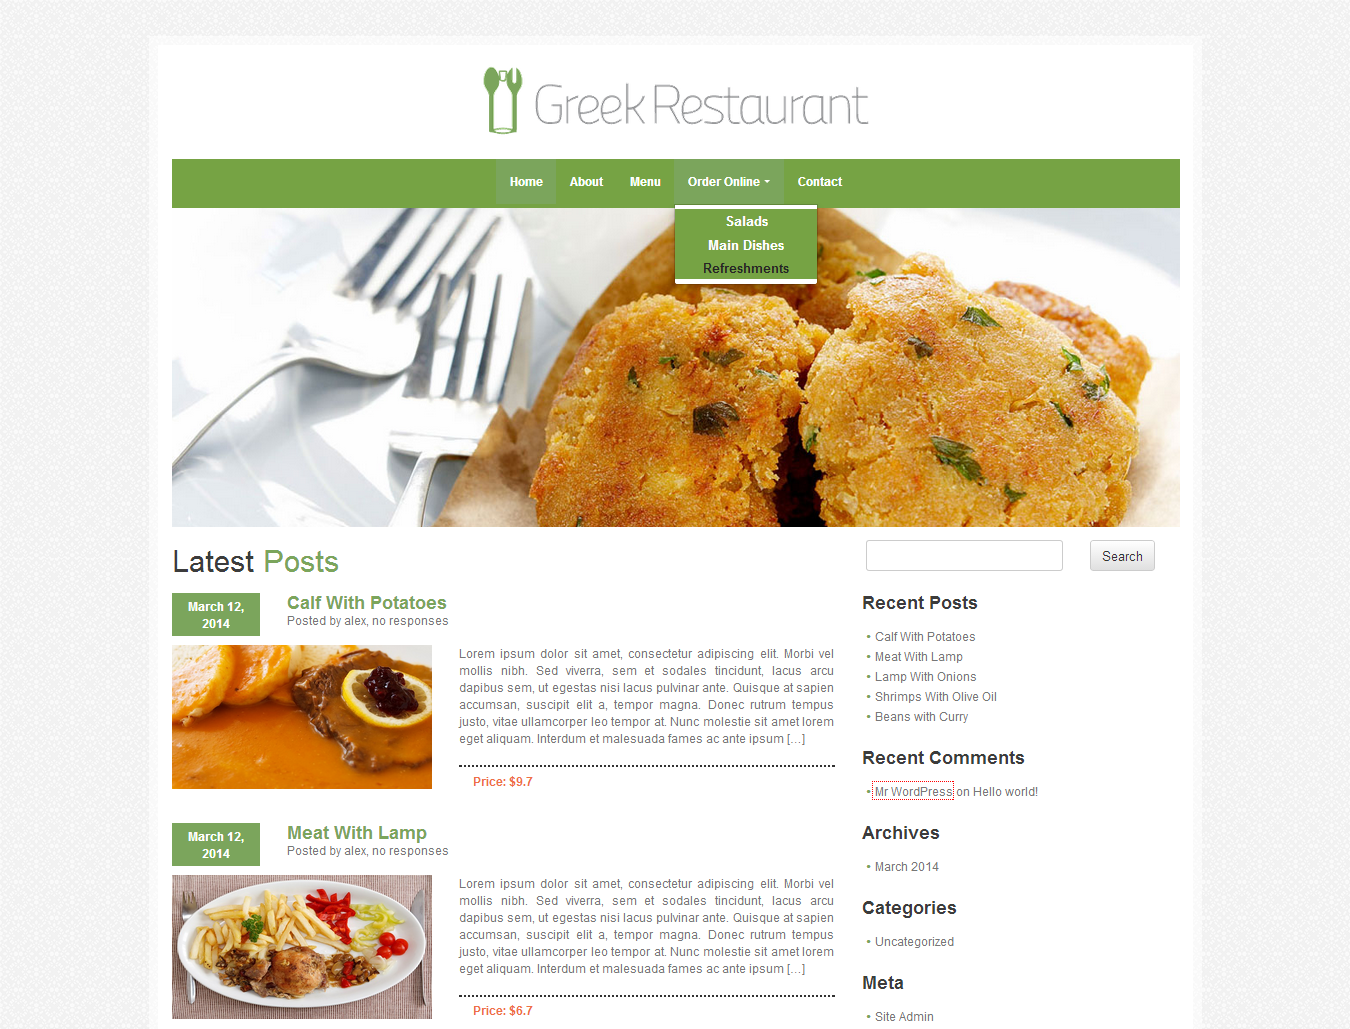 Greek Restaurant
Home About Menu Order Online Contact
Salads
Main Dishes
Refreshments
Latest Posts
Search
March 12,
2014
Calf With Potatoes
Posted by alex, no responses
Lorem ipsum dolor sit amet, consectetur adipiscing elit. Morbi vel
mollis nibh. Sed viverra, sem et sodales tincidunt, lacus arcu
dapibus sem, ut egestas nisi lacus pulvinar ante. Quisque at sapien
accumsan, suscipit elit a, tempor magna. Donec rutrum tempus
justo, vitae ullamcorper leo tempor at. Nunc molestie sit amet lorem
eget aliquam. Interdum et malesuada fames ac ante ipsum [...]
Price: $9.7
March 12,
2014
Meat With Lamp
Posted by alex, no responses
Lorem ipsum dolor sit amet, consectetur adipiscing elit. Morbi vel
mollis nibh. Sed viverra, sem et sodales tincidunt, lacus arcu
dapibus sem, ut egestas nisi lacus pulvinar ante. Quisque at sapien
accumsan, suscipit elit a, tempor magna. Donec rutrum tempus
justo, vitae ullamcorper leo tempor at. Nunc molestie sit amet lorem
eget aliquam. Interdum et malesuada fames ac ante ipsum [...]
Price: $6.7
Recent Posts
• Calf With Potatoes
• Meat With Lamp
• Lamp With Onions
• Shrimps With Olive Oil
• Beans with Curry
Recent Comments
• Mr WordPress on Hello world!
Archives
• March 2014
Categories
• Uncategorized
Meta
• Site Admin